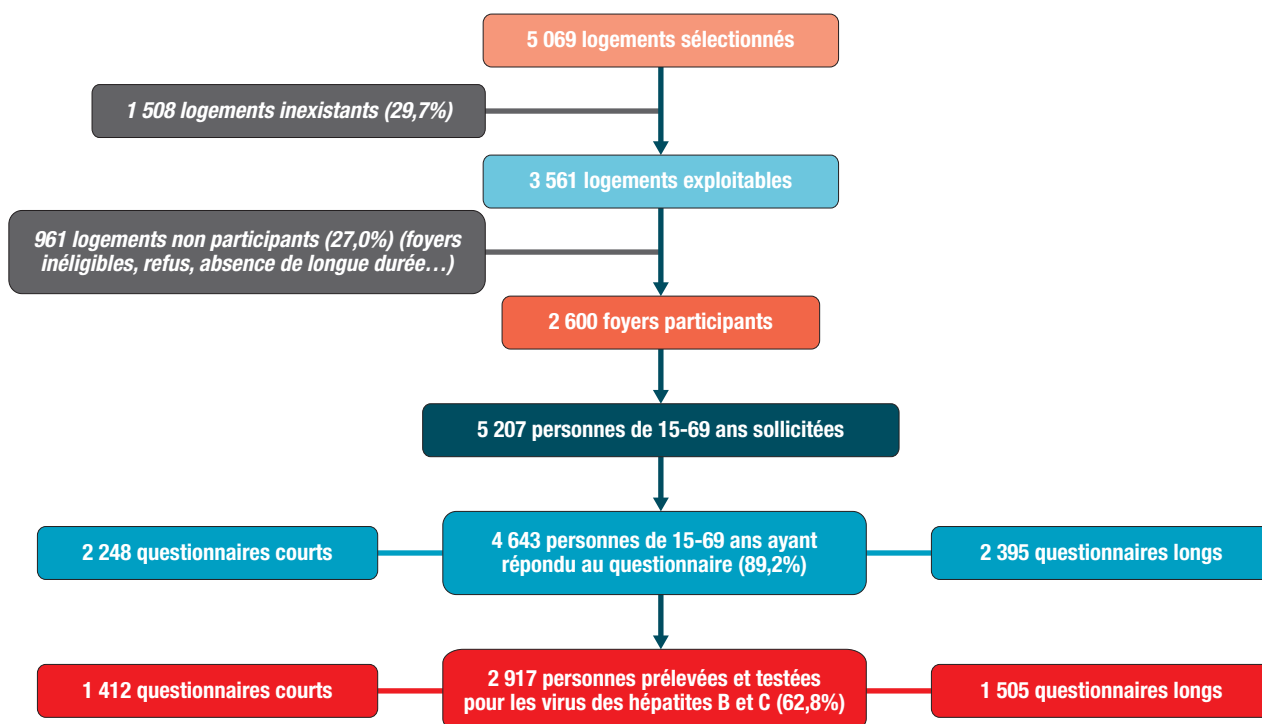 5 069 logements sélectionnés
1 508 logements inexistants (29,7%)
3 561 logements exploitables
961 logements non participants (27,0%) (foyers
inéligibles, refus, absence de longue durée…)
2 600 foyers participants
5 207 personnes de 15-69 ans sollicitées
2 248 questionnaires courts
4 643 personnes de 15-69 ans ayant
répondu au questionnaire (89,2%)
2 395 questionnaires longs
1 412 questionnaires courts
2 917 personnes prélevées et testées
pour les virus des hépatites B et C (62,8%)
1 505 questionnaires longs